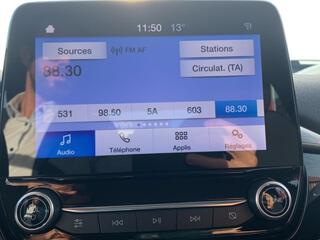 11:50 13°
Sources FM AF Stations
88.30 Circulat. (TA)
531 98.50 5A 603 88.30
Audio Téléphone Applis Réglages